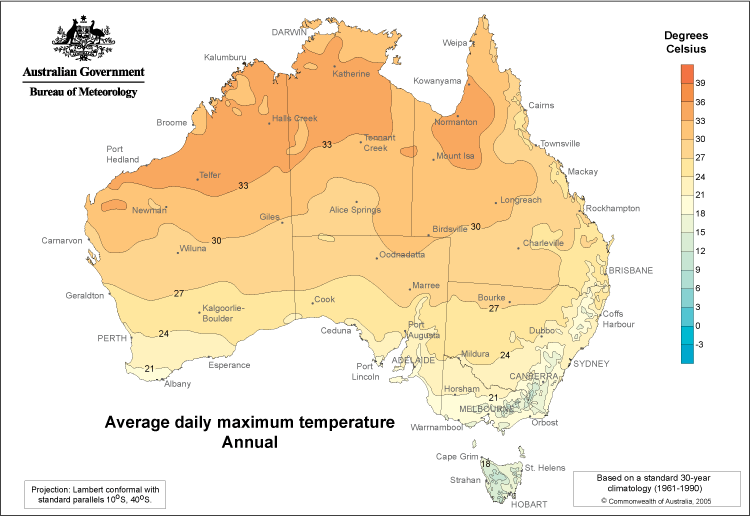 Australian Government
Bureau of Meteorology
DARWIN
Weipa
Degrees
Celsius
Kalumburu
Katherine
Kowanyama
Cairns
Broome
Halls Creek
Normanton
Tennant
Creek
33
Townsville
Port
Hedland
Mount Isa
Mackay
Telfer
33
Newman
Alice Springs
Longreach
Rockhampton
Giles
30
Birdsville
30
Carnarvon
Wiluna
Oodnadatta
Charleville
BRISBANE
Geraldton
27
Marree
Bourke
27
Cook
Kalgoorlie-
Boulder
Coffs
Harbour
PERTH
24
Ceduna
Port
Augusta
Dubbo
Mildura
24
SYDNEY
21
Esperance
Albany
Port
Lincoln
ADELAIDE
CANBERRA
Horsham
21
MELBOURNE
Warrnambool
Orbost
Cape Grim
18
St. Helens
Strahan
HOBART
39
36
33
30
27
24
21
18
15
12
9
6
3
0
-3
Average daily maximum temperature
Annual
Projection: Lambert conformal with
standard parallels 10°S, 40°S.
Based on a standard 30-year
climatology (1961-1990)
© Commonwealth of Australia, 2005